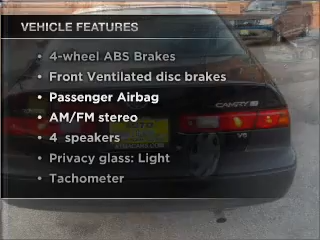 VEHICLE FEATURES
• 4-wheel ABS Brakes
• Front Ventilated disc brakes
• Passenger Airbag
• AM/FM stereo
• 4 speakers
• Privacy glass: Light
• Tachometer
CAMRY
V6